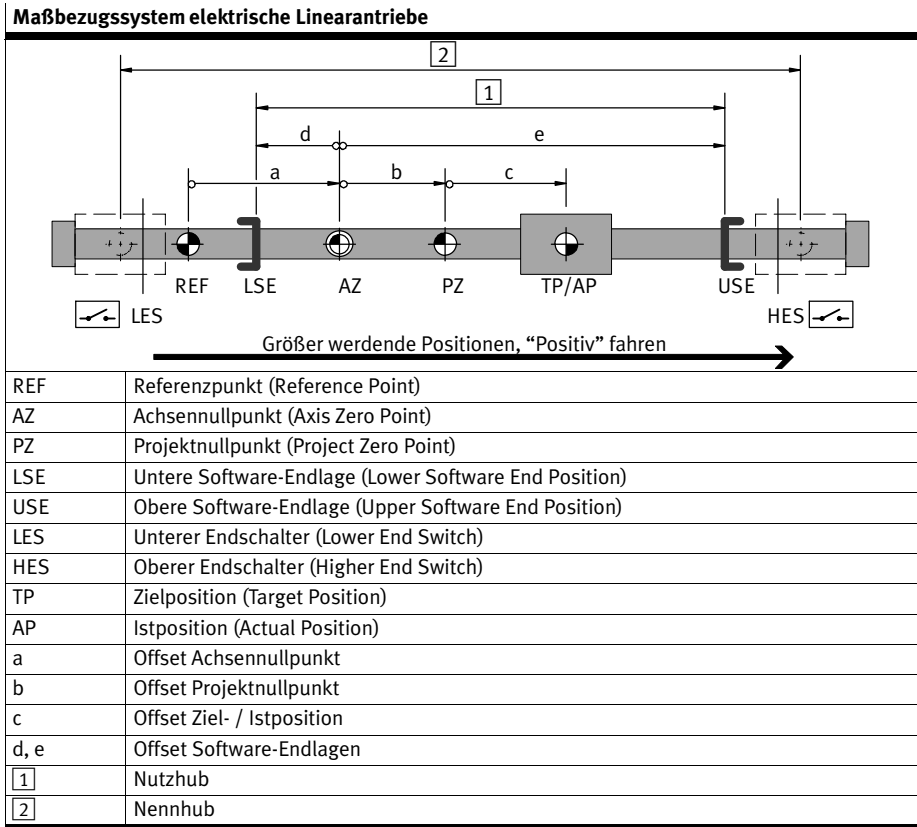 Maßbezugssystem elektrische Linearantriebe
2
1
d e
a b c
REF LSE AZ PZ TP/AP USE
LES HES
Größer werdende Positionen, “Positiv” fahren
REF Referenzpunkt (Reference Point)
AZ Achsennullpunkt (Axis Zero Point)
PZ Projektnullpunkt (Project Zero Point)
LSE Untere Software-Endlage (Lower Software End Position)
USE Obere Software-Endlage (Upper Software End Position)
LES Unterer Endschalter (Lower End Switch)
HES Oberer Endschalter (Higher End Switch)
TP Zielposition (Target Position)
AP Istposition (Actual Position)
a Offset Achsennullpunkt
b Offset Projektnullpunkt
c Offset Ziel- / Istposition
d, e Offset Software-Endlagen
1 Nutzhub
2 Nennhub